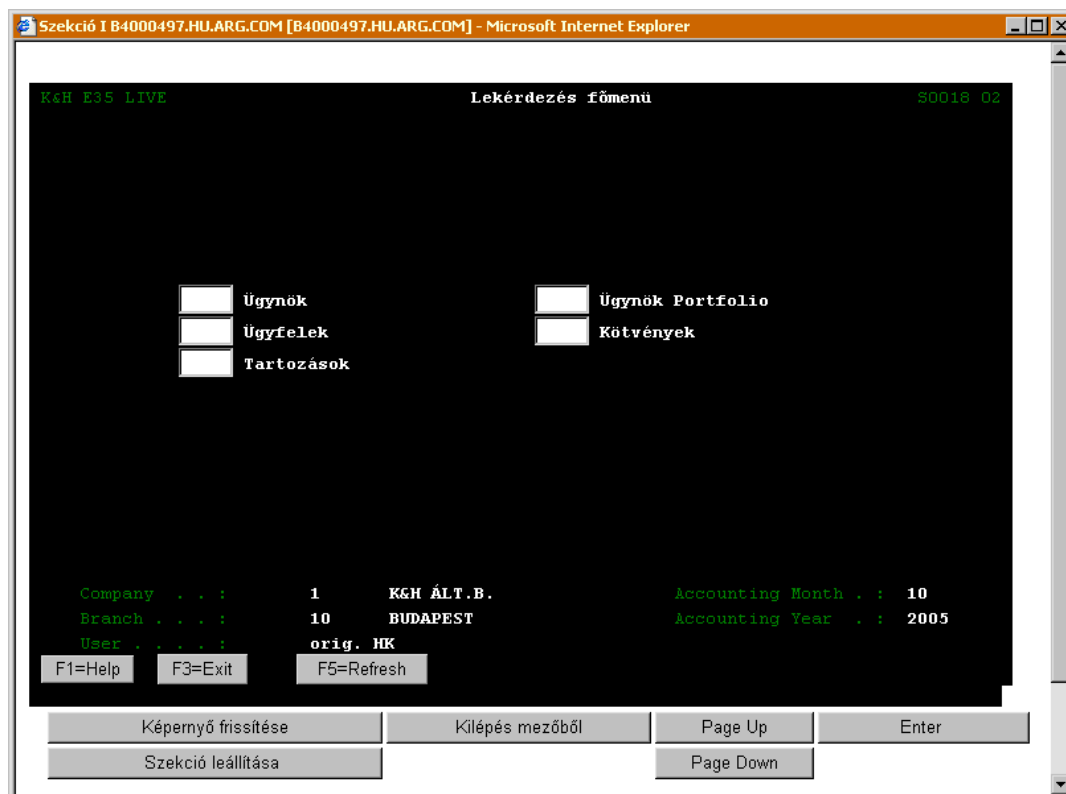 Szekció I B4000497.HU.ARG.COM [B4000497.HU.ARG.COM] - Microsoft Internet Explorer
K&H E35 LIVE Lekérdezés fõmenü S0018 02
Ügynök Ügynök Portfolio
Ügyfelek Kötvények
Tartozások
Company . . : 1 K&H ÁLT.B. Accounting Month . : 10
Branch . . . : 10 BUDAPEST Accounting Year . : 2005
User . . . . : orig. HK
F1=Help F3=Exit F5=Refresh
Képernyő frissítése Kilépés mezőből Page Up Enter
Szekció leállítása Page Down